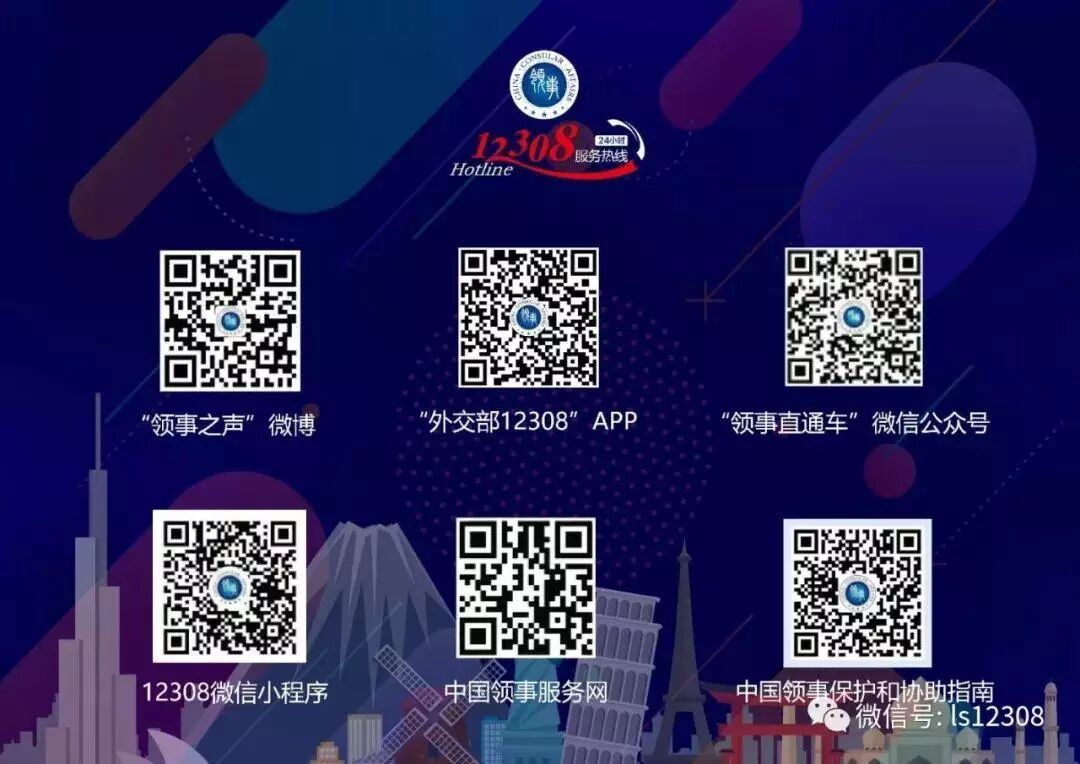 CHINA · CONSULAR · AFFAIRS
领事
12308
24小时
服务热线
Hotline
“领事之声”微博
“外交部12308”APP
“领事直通车”微信公众号
12308微信小程序
中国领事服务网
中国领事保护和协助指南
微信号: ls12308